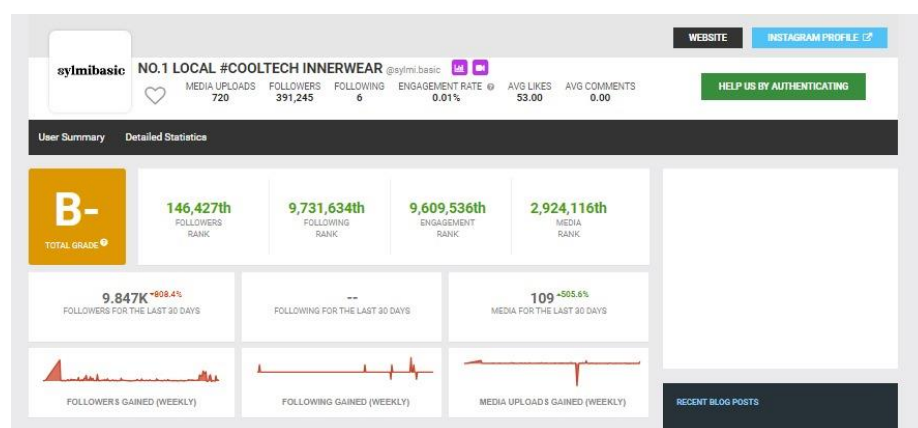 WEBSITE
INSTAGRAM PROFILE
sylmibasic
NO.1 LOCAL #COOLTECH INNERWEAR @sylmi.basic
MEDIA UPLOADS FOLLOWERS FOLLOWING ENGAGEMENT RATE AVG LIKES AVG COMMENTS
720 391,245 6 0.01% 53.00 0.00
HELP US BY AUTHENTICATING
User Summary Detailed Statistics
B-
TOTAL GRADE
146,427th
FOLLOWERS
RANK
9,731,634th
FOLLOWING
RANK
9,609,536th
ENGAGEMENT
RANK
2,924,116th
MEDIA
RANK
9.847K -808.4%
FOLLOWERS FOR THE LAST 30 DAYS
--
FOLLOWING FOR THE LAST 30 DAYS
109 +505.6%
MEDIA FOR THE LAST 30 DAYS
FOLLOWERS GAINED (WEEKLY)
FOLLOWING GAINED (WEEKLY)
MEDIA UPLOADS GAINED (WEEKLY)
RECENT BLOG POSTS